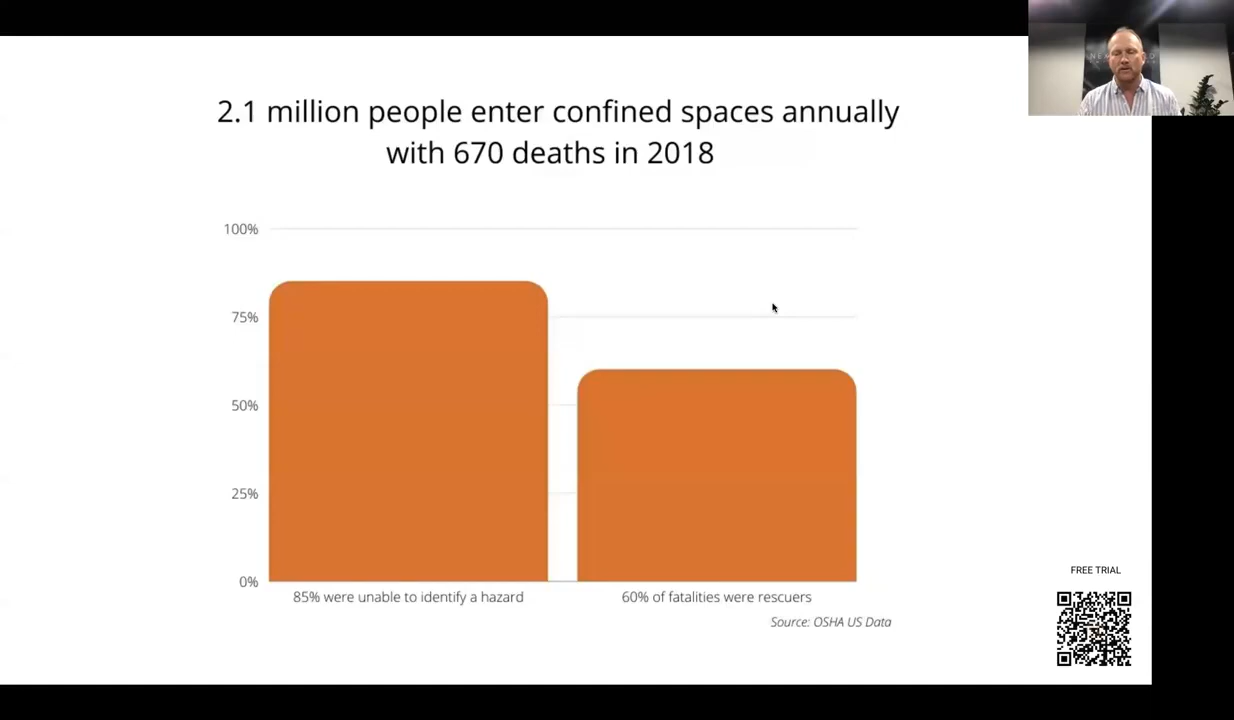 2.1 million people enter confined spaces annually
with 670 deaths in 2018
100%
75%
50%
25%
0%
85% were unable to identify a hazard
60% of fatalities were rescuers
Source: OSHA US Data
FREE TRIAL